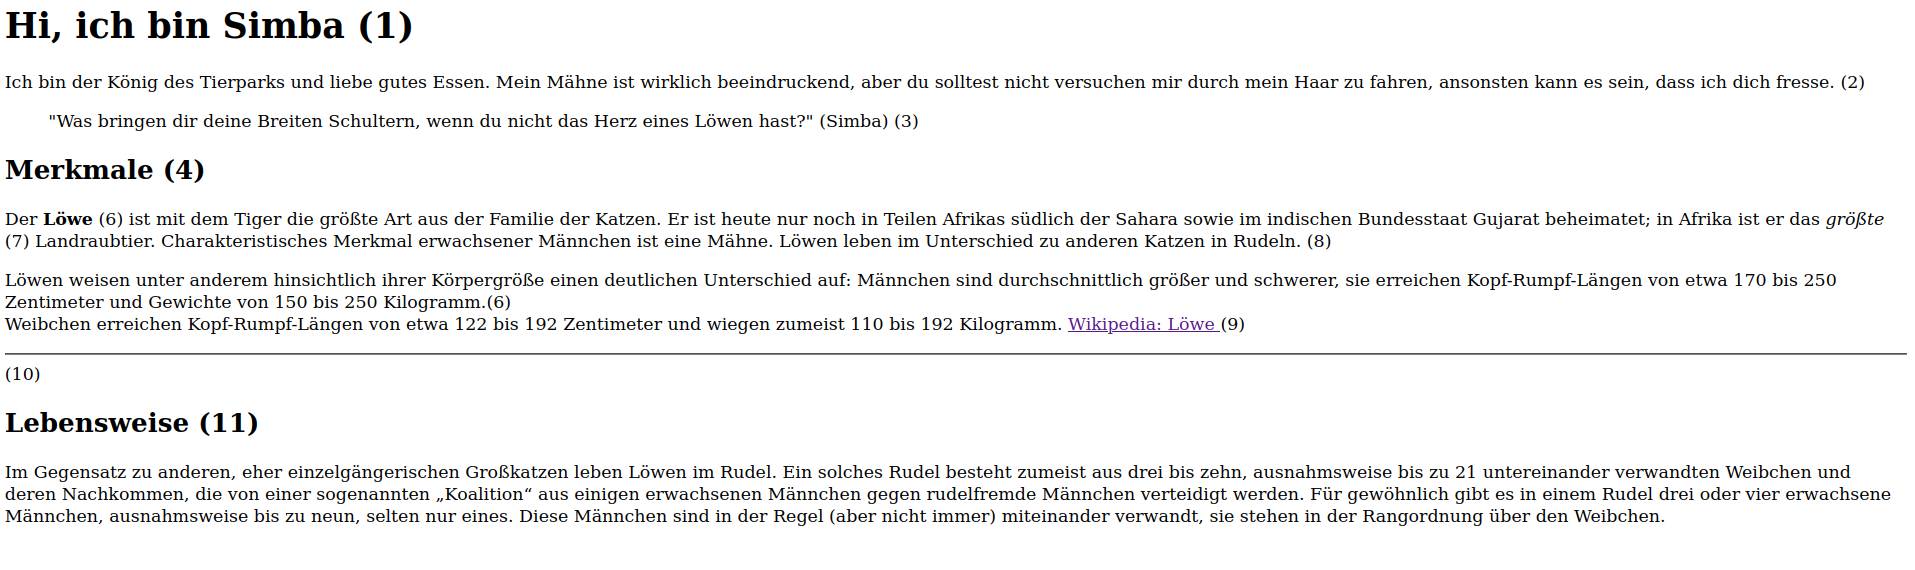 Hi, ich bin Simba (1)
Ich bin der König des Tierparks und liebe gutes Essen. Mein Mähne ist wirklich beeindruckend, aber du solltest nicht versuchen mir durch mein Haar zu fahren, ansonsten kann es sein, dass ich dich fresse. (2)
"Was bringen dir deine Breiten Schultern, wenn du nicht das Herz eines Löwen hast?" (Simba) (3)
Merkmale (4)
Der Löwe (6) ist mit dem Tiger die größte Art aus der Familie der Katzen. Er ist heute nur noch in Teilen Afrikas südlich der Sahara sowie im indischen Bundesstaat Gujarat beheimatet; in Afrika ist er das größte
(7) Landraubtier. Charakteristisches Merkmal erwachsener Männchen ist eine Mähne. Löwen leben im Unterschied zu anderen Katzen in Rudeln. (8)
Löwen weisen unter anderem hinsichtlich ihrer Körpergröße einen deutlichen Unterschied auf: Männchen sind durchschnittlich größer und schwerer, sie erreichen Kopf-Rumpf-Längen von etwa 170 bis 250
Zentimeter und Gewichte von 150 bis 250 Kilogramm.(6)
Weibchen erreichen Kopf-Rumpf-Längen von etwa 122 bis 192 Zentimeter und wiegen zumeist 110 bis 192 Kilogramm. Wikipedia: Löwe (9)
(10)
Lebensweise (11)
Im Gegensatz zu anderen, eher einzelgängerischen Großkatzen leben Löwen im Rudel. Ein solches Rudel besteht zumeist aus drei bis zehn, ausnahmsweise bis zu 21 untereinander verwandten Weibchen und
deren Nachkommen, die von einer sogenannten „Koalition“ aus einigen erwachsenen Männchen gegen rudelfremde Männchen verteidigt werden. Für gewöhnlich gibt es in einem Rudel drei oder vier erwachsene
Männchen, ausnahmsweise bis zu neun, selten nur eines. Diese Männchen sind in der Regel (aber nicht immer) miteinander verwandt, sie stehen in der Rangordnung über den Weibchen.